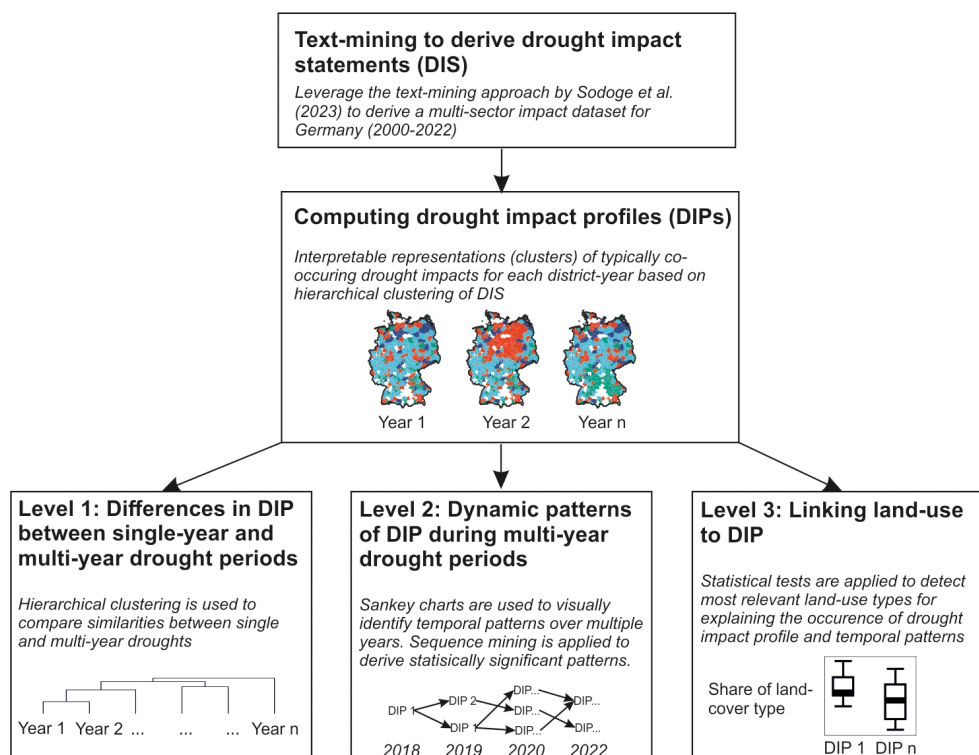 Text-mining to derive drought impact
statements (DIS)
Leverage the text-mining approach by Sodoge et al.
(2023) to derive a multi-sector impact dataset for
Germany (2000-2022)
Computing drought impact profiles (DIPs)
Interpretable representations (clusters) of typically co-
occuring drought impacts for each district-year based on
hierarchical clustering of DIS
Year 1 Year 2 Year n
Level 1: Differences in DIP
between single-year and
multi-year drought periods
Hierarchical clustering is used to
compare similarities between single
and multi-year droughts
Year 1 Year 2 ... ... ... Year n
Level 2: Dynamic patterns
of DIP during multi-year
drought periods
Sankey charts are used to visually
identify temporal patterns over multiple
years. Sequence mining is applied to
derive statisically significant patterns.
DIP...
DIP 1 DIP 2 DIP... DIP...
DIP 1 DIP... DIP...
2018 2019 2020 2022
Level 3: Linking land-use
to DIP
Statistical tests are applied to detect
most relevant land-use types for
explaining the occurence of drought
impact profile and temporal patterns
Share of land-
cover type
DIP 1 DIP n